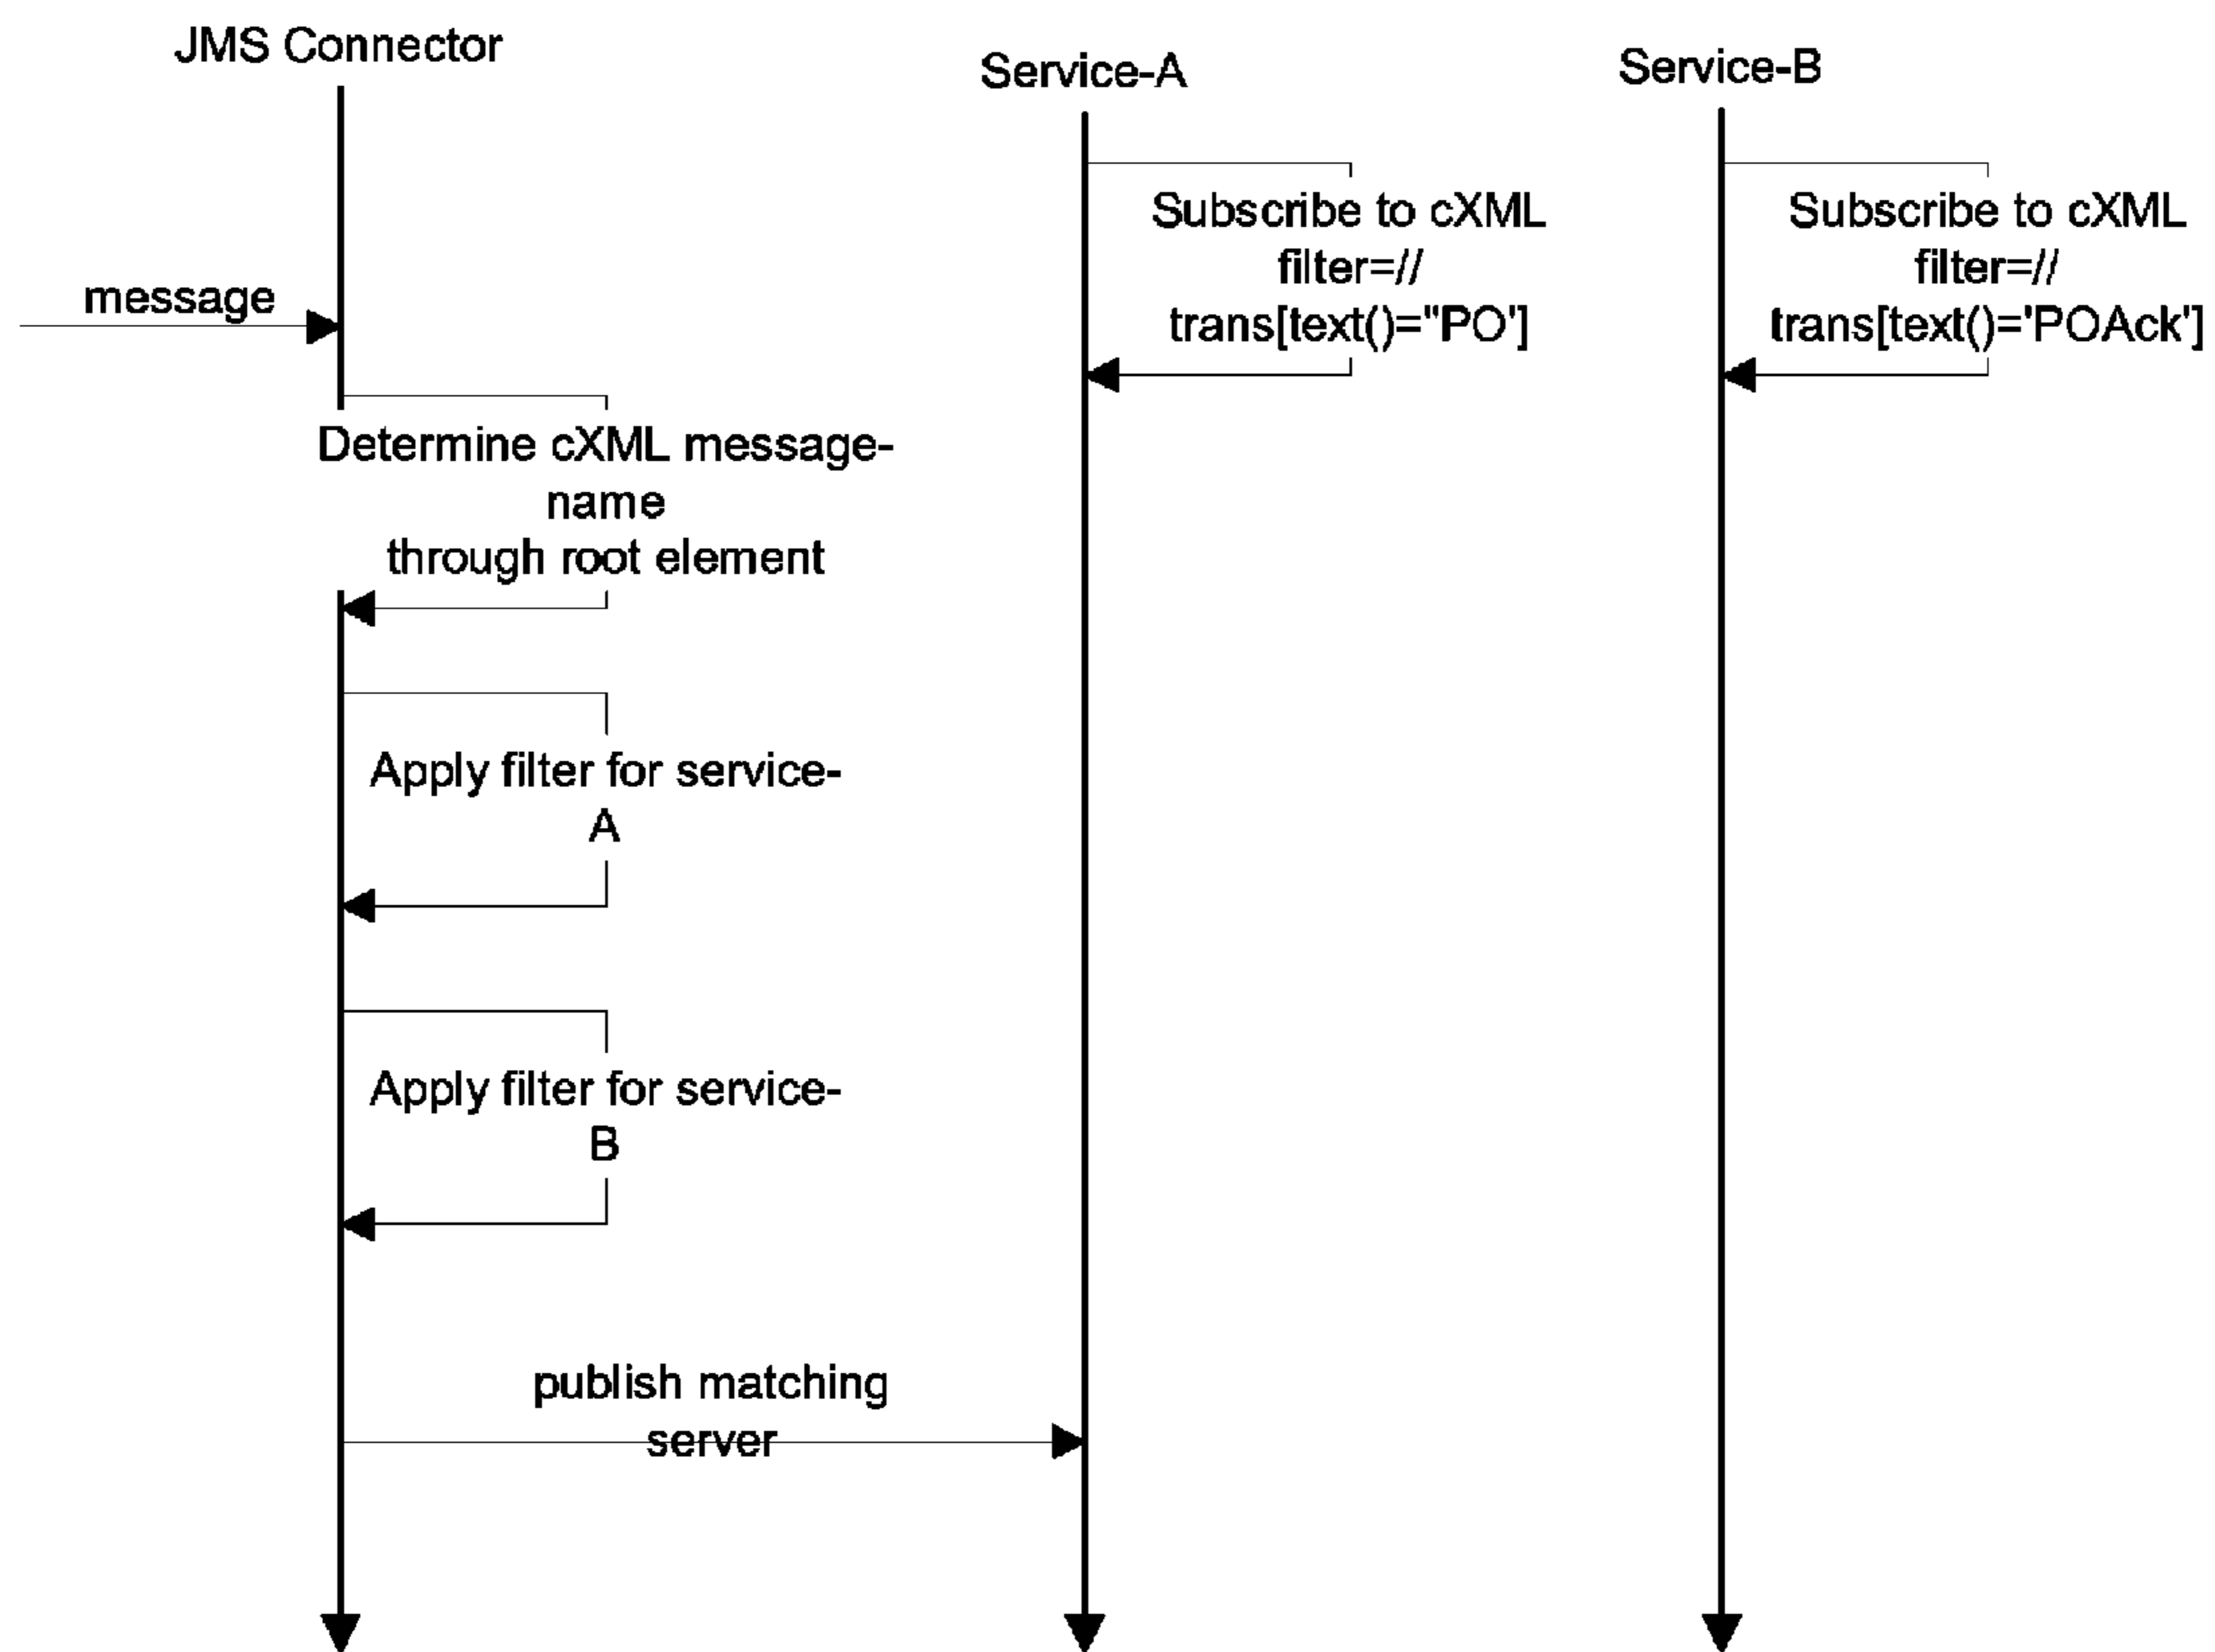 JMS Connector
Service-A
Service-B
Subscribe to cXML
filter=//
trans[text()="PO']
Subscribe to cXML
filter=//
trans[text()='POAck']
message
Determine cXML message-
name
through root element
Apply filter for service-
A
Apply filter for service-
B
publish matching
server